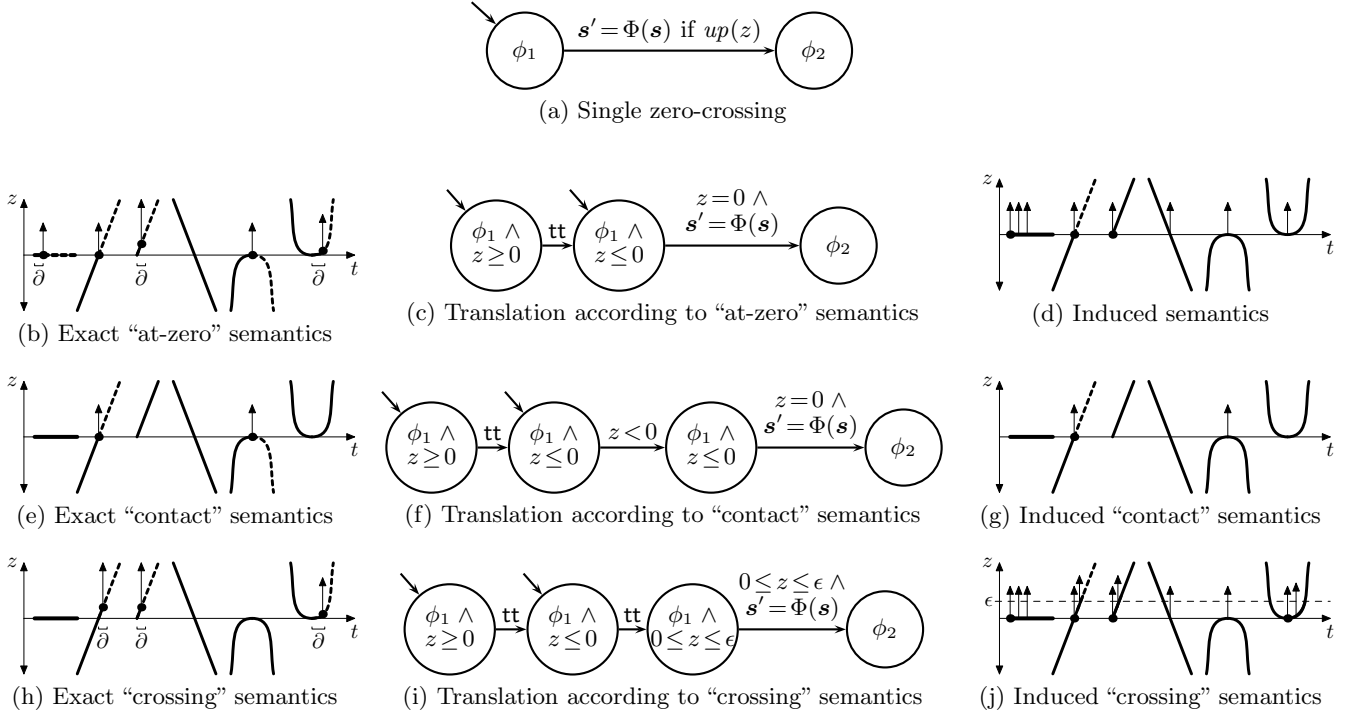 s′ = Φ(s) if up(z)
ϕ1
ϕ2
(a) Single zero-crossing
z
t
∂
∂
∂
(b) Exact “at-zero” semantics
ϕ1 ∧
z ≥ 0
tt
ϕ1 ∧
z ≤ 0
z = 0 ∧
s′ = Φ(s)
ϕ2
(c) Translation according to “at-zero” semantics
z
t
(d) Induced semantics
z
t
(e) Exact “contact” semantics
ϕ1 ∧
z ≥ 0
tt
ϕ1 ∧
z ≤ 0
z < 0
ϕ1 ∧
z ≤ 0
z = 0 ∧
s′ = Φ(s)
ϕ2
(f) Translation according to “contact” semantics
z
t
(g) Induced “contact” semantics
z
t
∂
∂
∂
(h) Exact “crossing” semantics
ϕ1 ∧
z ≥ 0
tt
ϕ1 ∧
z ≤ 0
tt
ϕ1 ∧
0 ≤ z ≤ ϵ
0 ≤ z ≤ ϵ ∧
s′ = Φ(s)
ϕ2
(i) Translation according to “crossing” semantics
z
ϵ
t
(j) Induced “crossing” semantics